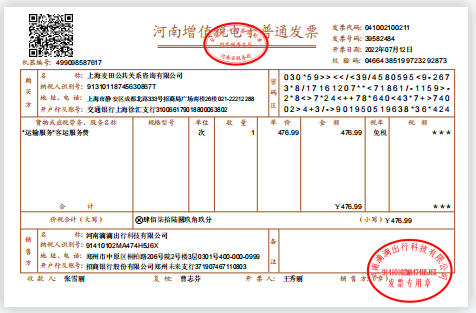 河南增值税电子普通发票
发票代码: 041002100211
发票号码: 39582484
开票日期: 2022年07月12日
校 验 码: 04664 38519 97232 92873
机器编号: 499098587617
购买方
名 称: 上海麦田公共关系咨询有限公司
纳税人识别号: 91310118745630867T
地 址、电 话: 上海市静安区成都北路333号招商局广场南楼26楼 021-22212288
开户行及账号: 交通银行上海徐汇支行310066179018800063802
密码区
030*59>><</<39/4580595<9-267
3*8/17161207**<71861/-1159>-
2*8<>7*24<++78*640<43*7+>740
02>4+3/->90195051 9638*36*424
货物或应税劳务、服务名称 规格型号 单位 数 量 单 价 金 额 税率 税 额
*运输服务*客运服务费 次 1 476.99 476.99 免税 ***
合 计 ¥476.99 ***
价税合计(大写) ⊗肆佰柒拾陆圆玖角玖分 (小写)¥476.99
销售方
名 称: 河南滴滴出行科技有限公司
纳税人识别号: 91410102MA474H5J6X
地 址、电 话: 郑州市中原区桐柏路206号院2号楼3层0301号400-000-0999
开户行及账号: 招商银行股份有限公司郑州未来支行371907467110803
备注
收 款 人: 张雪丽 复 核: 曹志芬 开 票 人: 王秀丽 销 售 方:(章)
河南滴滴出行科技有限公司
91410102MA474H5J6X
发票专用章